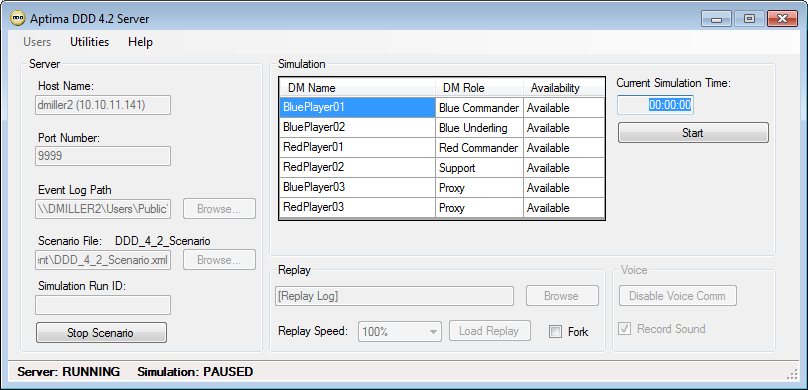 Aptima DDD 4.2 Server
Users Utilities Help
Server
Host Name:
dmiller2 (10.10.11.141)
Port Number:
9999
Event Log Path
\\DMILLER2\Users\Public\
Browse...
Scenario File: DDD_4_2_Scenario
ent\DDD_4_2_Scenario.xml
Browse...
Simulation Run ID:
Stop Scenario
Simulation
DM Name DM Role Availability
BluePlayer01 Blue Commander Available
BluePlayer02 Blue Underling Available
RedPlayer01 Red Commander Available
RedPlayer02 Support Available
BluePlayer03 Proxy Available
RedPlayer03 Proxy Available
Current Simulation Time:
00:00:00
Start
Replay
[Replay Log]
Browse
Replay Speed: 100% Load Replay Fork
Voice
Disable Voice Comm
Record Sound
Server: RUNNING Simulation: PAUSED